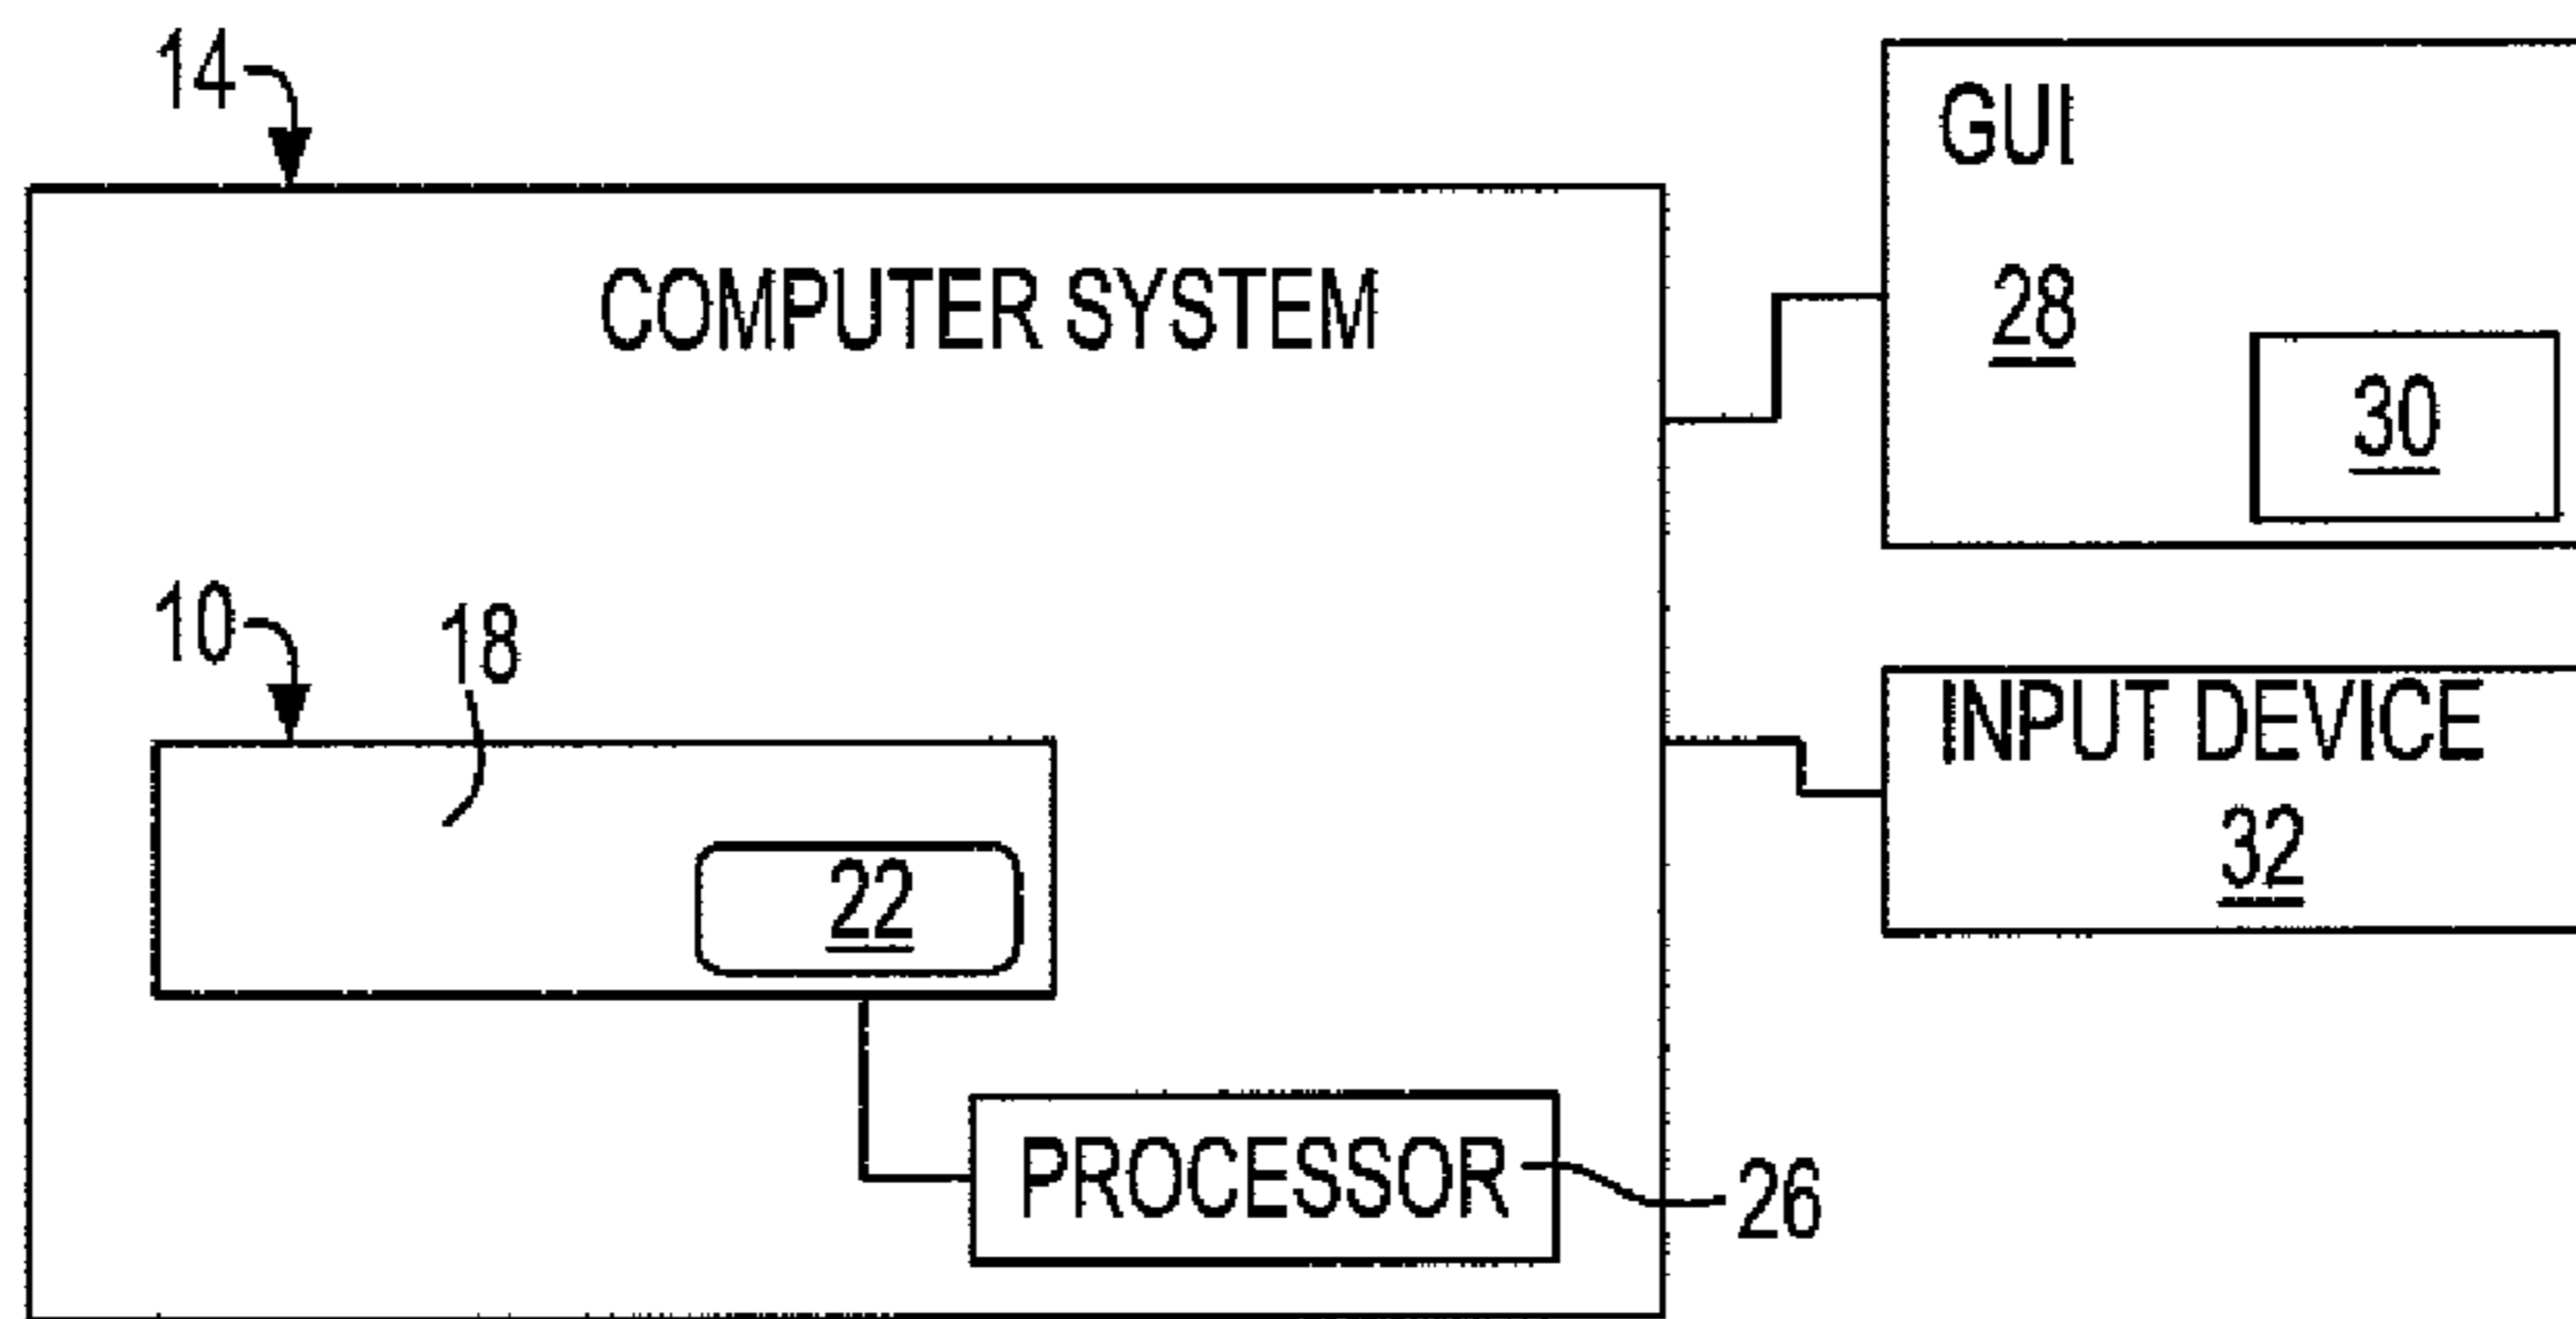 14
COMPUTER SYSTEM
10
18
22
PROCESSOR
26
GUI
28
30
INPUT DEVICE
32